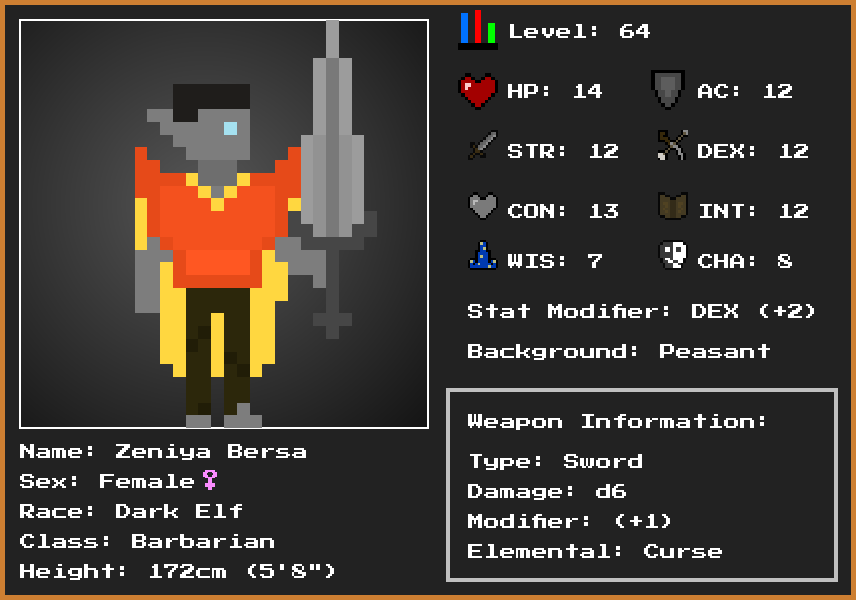 Level: 64
HP: 14 AC: 12
STR: 12 DEX: 12
CON: 13 INT: 12
WIS: 7 CHA: 8
Stat Modifier: DEX (+2)
Background: Peasant
Weapon Information:
Type: Sword
Damage: d6
Modifier: (+1)
Elemental: Curse
Name: Zeniya Bersa
Sex: Female♀
Race: Dark Elf
Class: Barbarian
Height: 172cm (5'8")